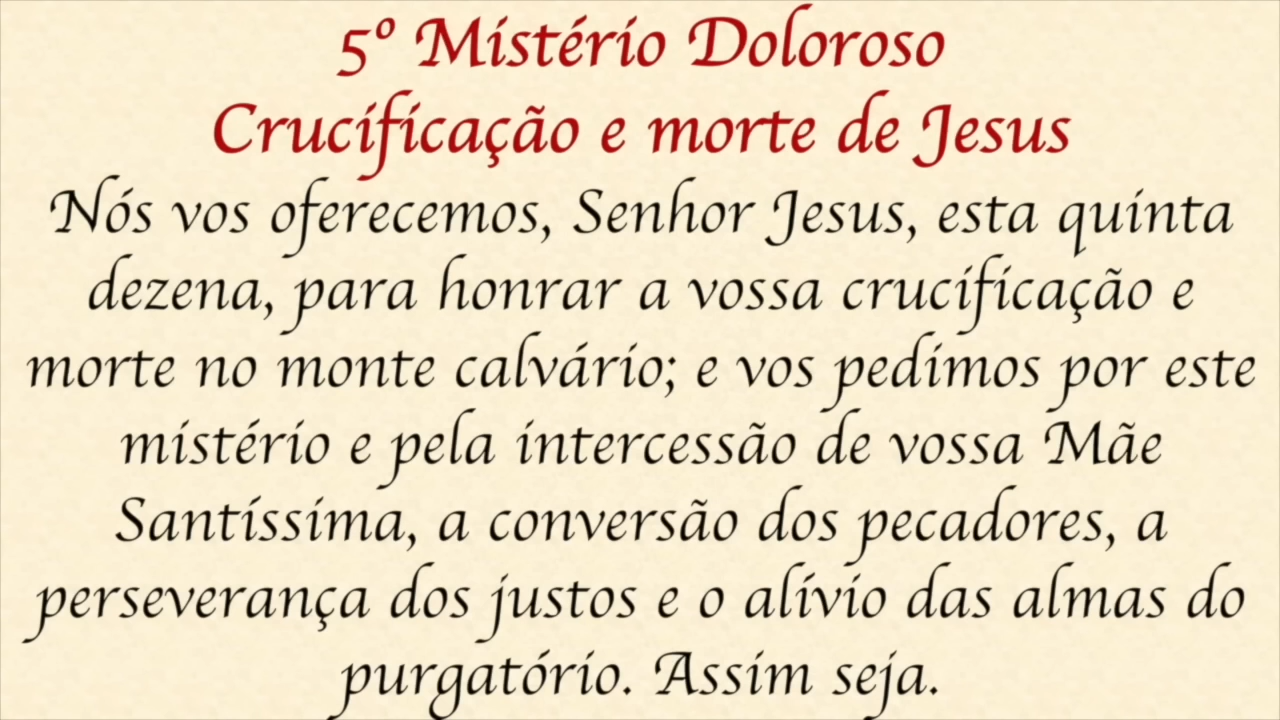 5º Mistério Doloroso
Crucificação e morte de Jesus
Nós vos oferecemos, Senhor Jesus, esta quinta
dezena, para honrar a vossa crucificação e
morte no monte calvário; e vos pedimos por este
mistério e pela intercessão de vossa Mãe
Santíssima, a conversão dos pecadores, a
perseverança dos justos e o alívio das almas do
purgatório. Assim seja.